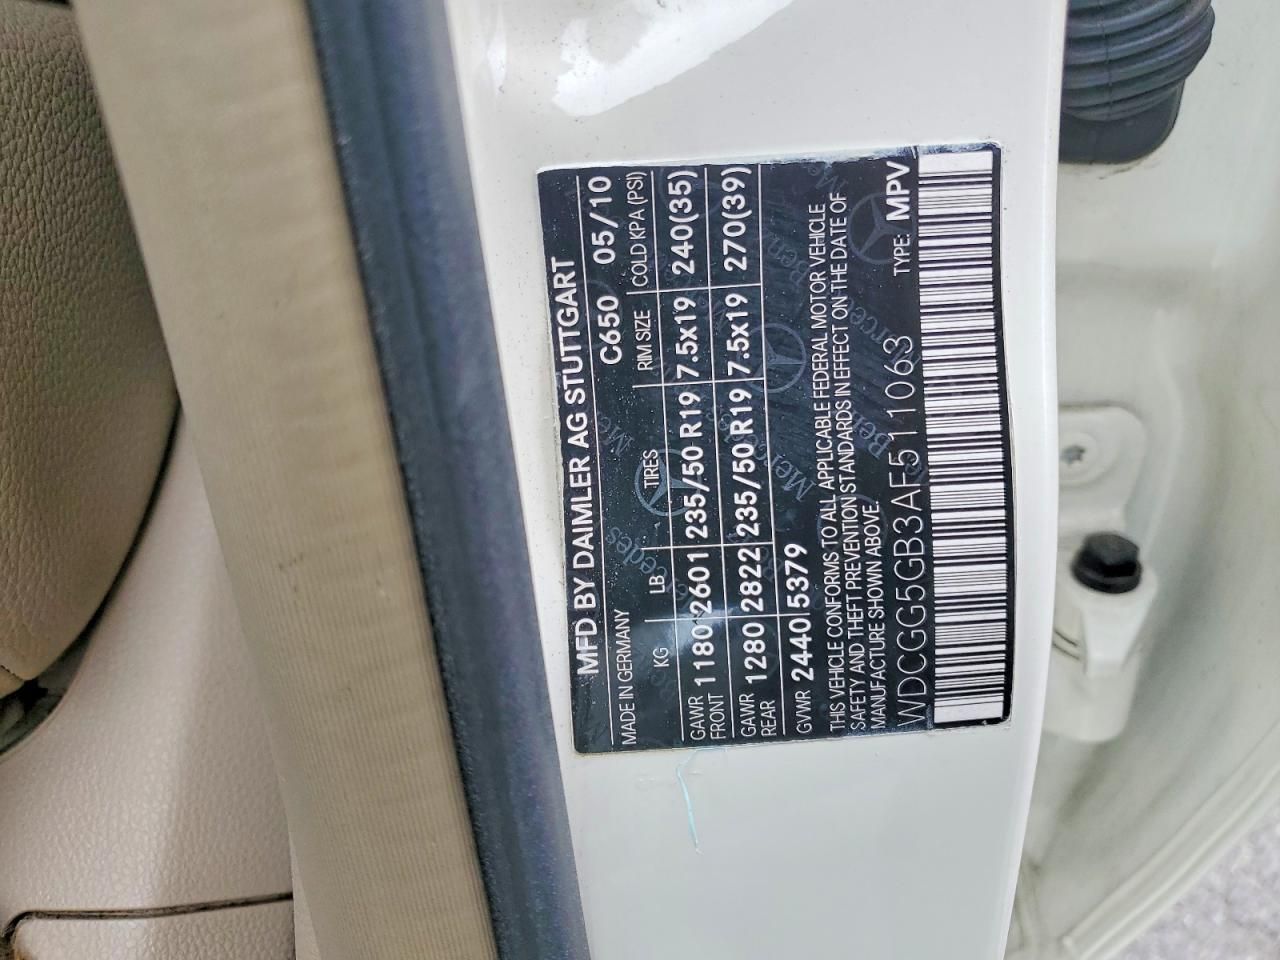 MFD BY DAIMLER AG STUTTGART
MADE IN GERMANY C650 05/10
KG LB TIRES RIM SIZE COLD KPA (PSI)
GAWR FRONT 1180 2601 235/50 R19 7.5x19 240(35)
GAWR REAR 1280 2822 235/50 R19 7.5x19 270(39)
GVWR 2440 5379
THIS VEHICLE CONFORMS TO ALL APPLICABLE FEDERAL MOTOR VEHICLE
SAFETY AND THEFT PREVENTION STANDARDS IN EFFECT ON THE DATE OF
MANUFACTURE SHOWN ABOVE. TYPE: MPV
WDCGG5GB3AF511063